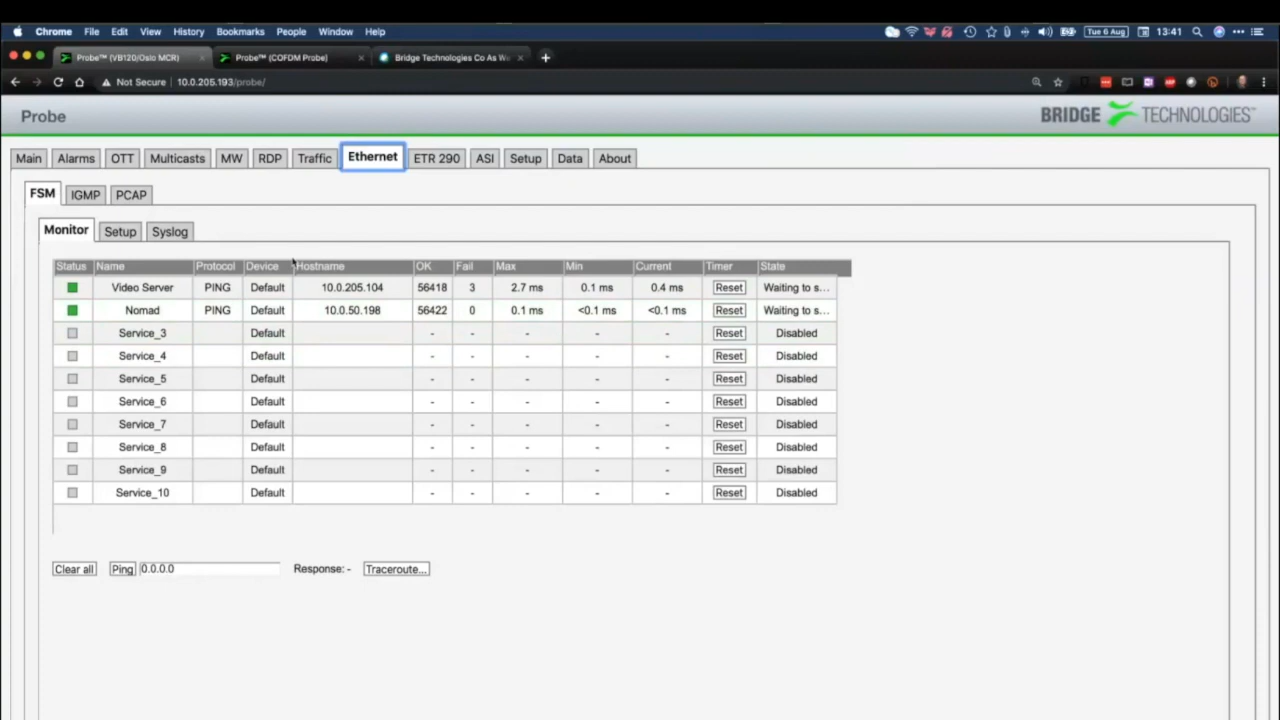 Chrome File Edit View History Bookmarks People Window Help Tue 6 Aug 13:41
Probe™ (VB120/Oslo MCR) Probe™ (COFDM Probe) Bridge Technologies Co As We
Not Secure 10.0.205.193/probe/
Probe BRIDGE TECHNOLOGIES™
Main Alarms OTT Multicasts MW RDP Traffic Ethernet ETR 290 ASI Setup Data About
FSM IGMP PCAP
Monitor Setup Syslog
Status Name Protocol Device Hostname OK Fail Max Min Current Timer State
Video Server PING Default 10.0.205.104 56418 3 2.7 ms 0.1 ms 0.4 ms Reset Waiting to s...
Nomad PING Default 10.0.50.198 56422 0 0.1 ms <0.1 ms <0.1 ms Reset Waiting to s...
Service_3 Default - - - - - Reset Disabled
Service_4 Default - - - - - Reset Disabled
Service_5 Default - - - - - Reset Disabled
Service_6 Default - - - - - Reset Disabled
Service_7 Default - - - - - Reset Disabled
Service_8 Default - - - - - Reset Disabled
Service_9 Default - - - - - Reset Disabled
Service_10 Default - - - - - Reset Disabled
Clear all Ping 0.0.0.0 Response: - Traceroute...